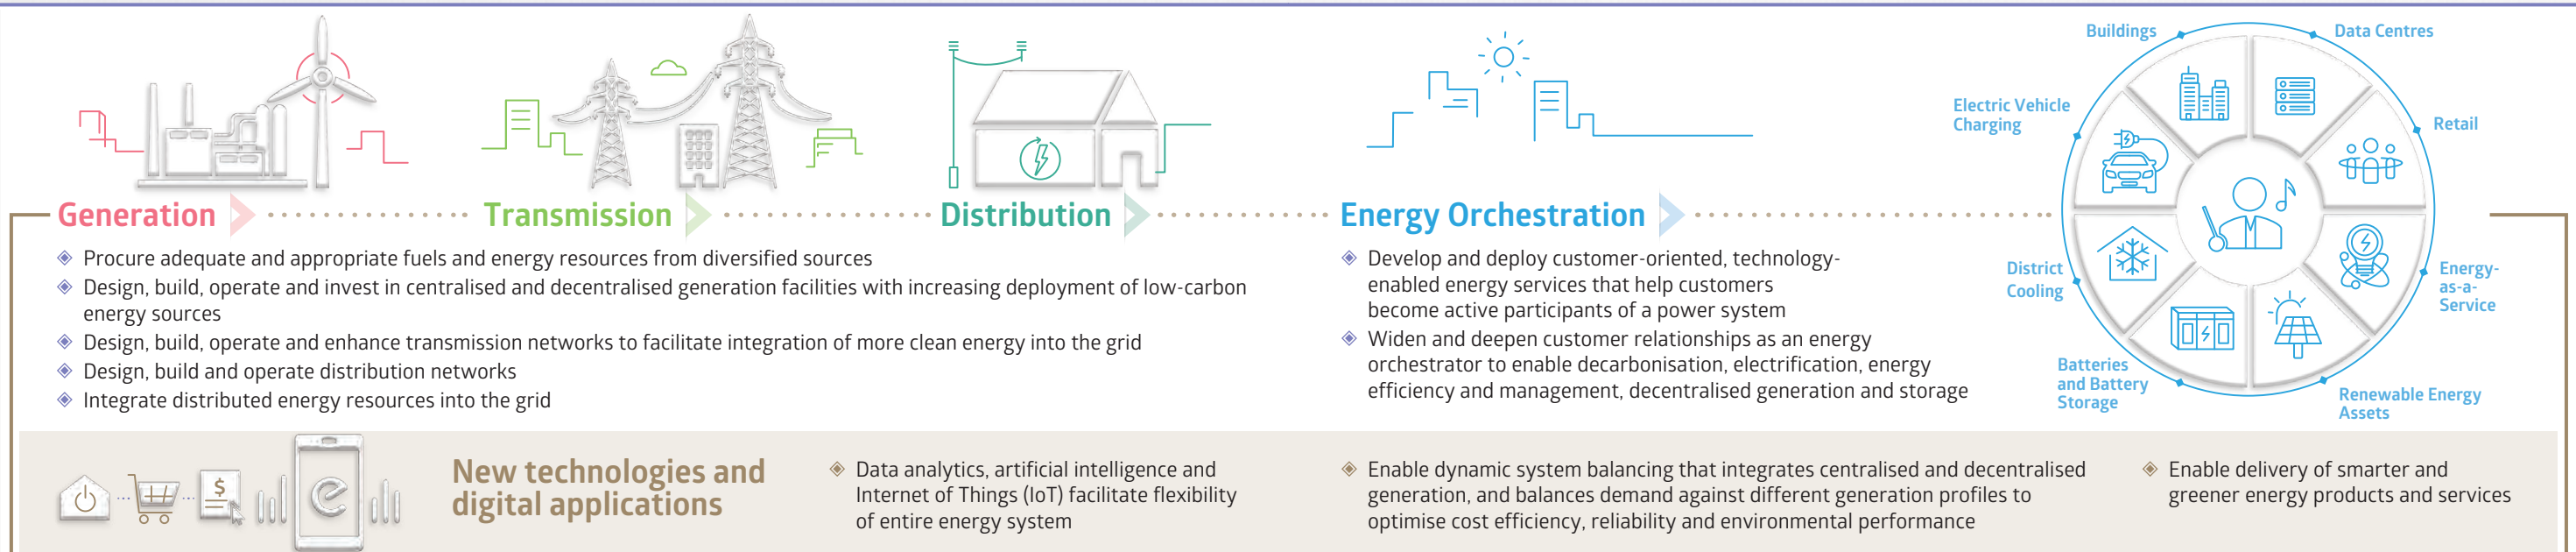 Generation
Transmission
Distribution
Energy Orchestration
Procure adequate and appropriate fuels and energy resources from diversified sources
Design, build, operate and invest in centralised and decentralised generation facilities with increasing deployment of low-carbon
energy sources
Design, build, operate and enhance transmission networks to facilitate integration of more clean energy into the grid
Design, build and operate distribution networks
Integrate distributed energy resources into the grid
Develop and deploy customer-oriented, technology-
enabled energy services that help customers
become active participants of a power system
Widen and deepen customer relationships as an energy
orchestrator to enable decarbonisation, electrification, energy
efficiency and management, decentralised generation and storage
Buildings
Data Centres
Electric Vehicle
Charging
Retail
District
Cooling
Energy-
as-a-
Service
Batteries
and Battery
Storage
Renewable Energy
Assets
$
e
New technologies and
digital applications
Data analytics, artificial intelligence and
Internet of Things (IoT) facilitate flexibility
of entire energy system
Enable dynamic system balancing that integrates centralised and decentralised
generation, and balances demand against different generation profiles to
optimise cost efficiency, reliability and environmental performance
Enable delivery of smarter and
greener energy products and services